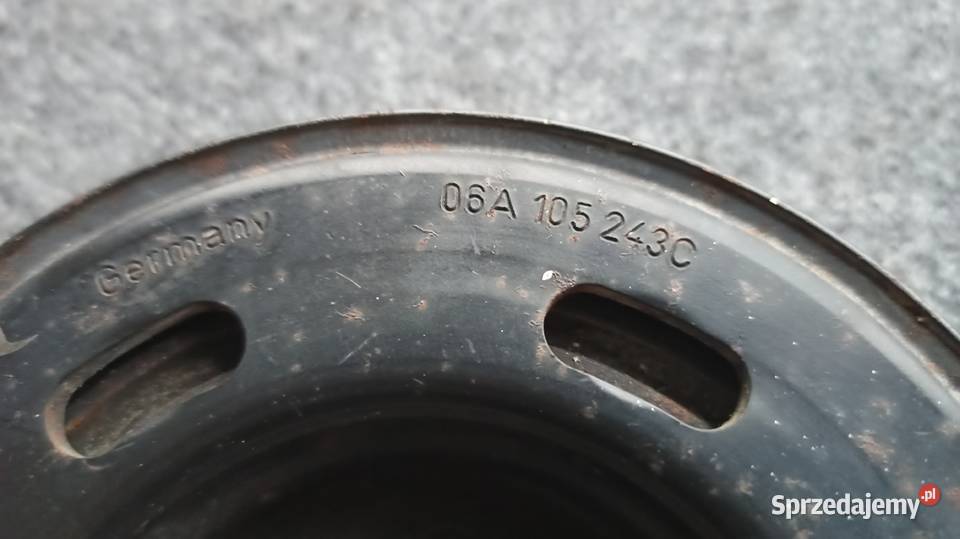 Germany
06A 105 243C
Sprzedajemy.pl